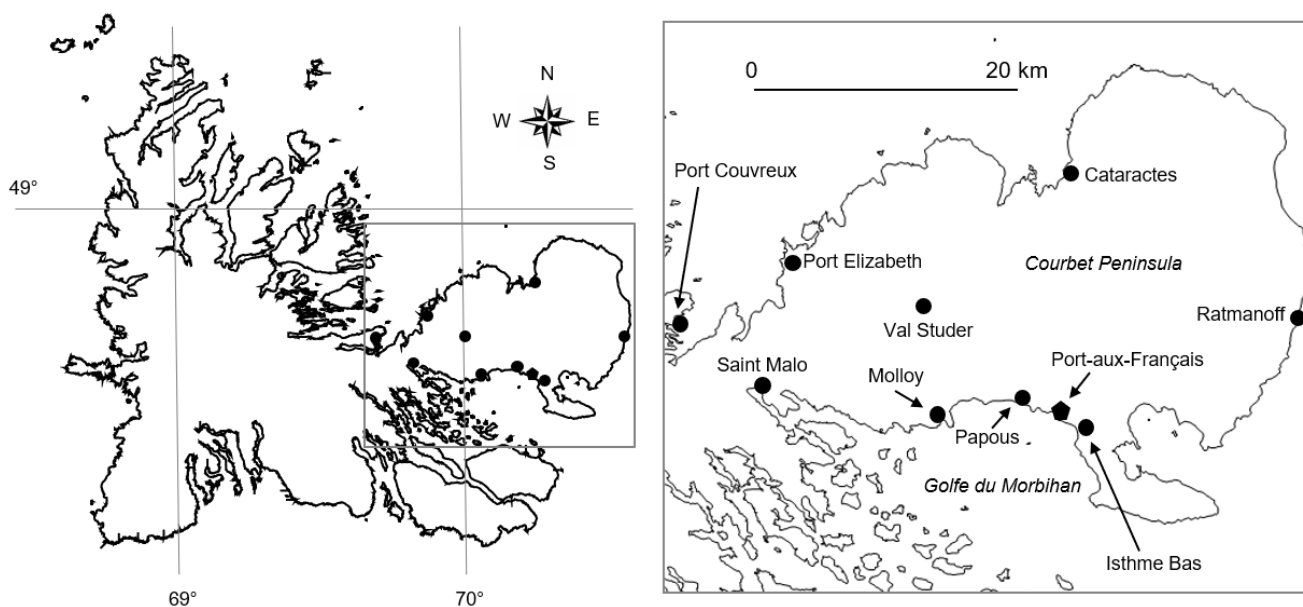 N
W E
S
49°
69° 70°
0 20 km
Port Couvreux
Cataractes
Port Elizabeth
Courbet Peninsula
Val Studer
Ratmanoff
Saint Malo
Port-aux-Français
Molloy
Papous
Golfe du Morbihan
Isthme Bas